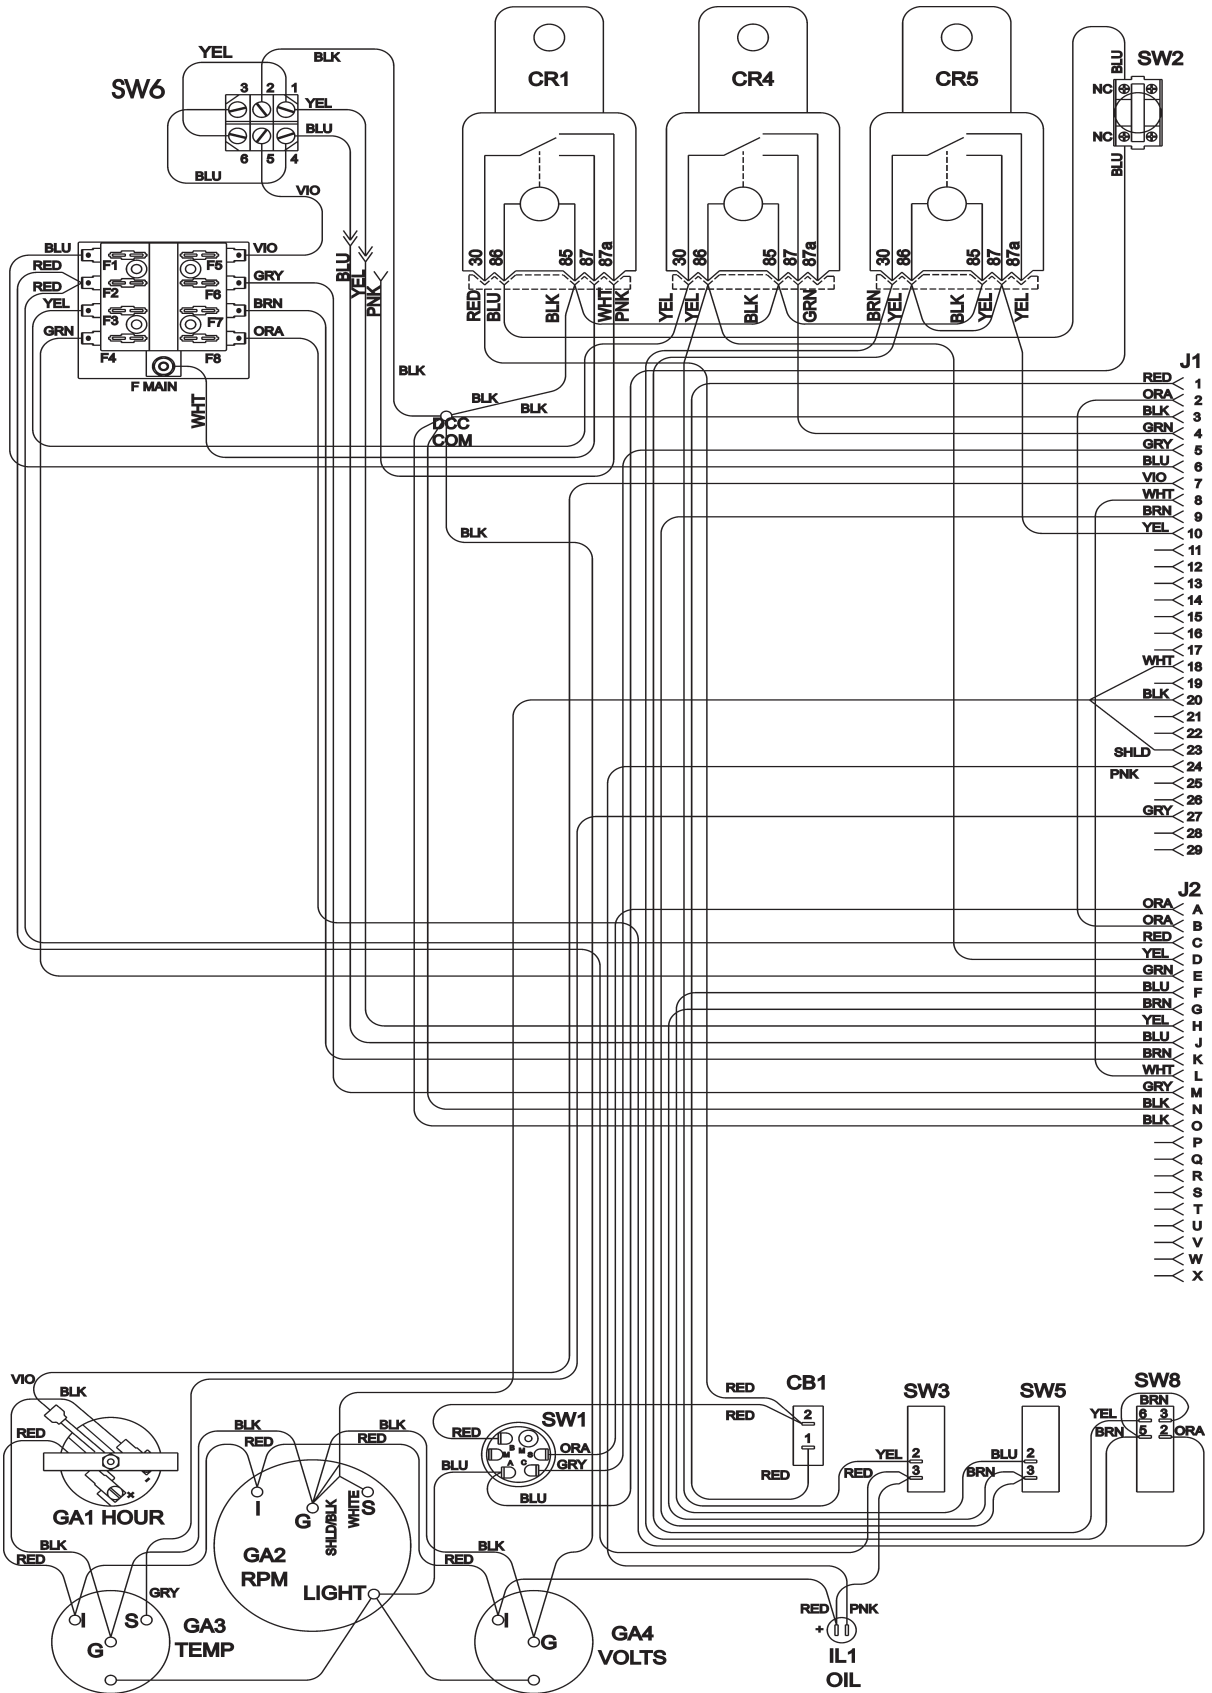 YEL
BLK
SW6
3 2 1
YEL
BLU
6 5 4
BLU
VIO
CR1
CR4
CR5
BLU
SW2
NC
NC
BLU
30 86 85 87 87a
30 86 85 87 87a
30 86 85 87 87a
RED BLU BLK WHT PNK
YEL YEL BLK GRN
BRN YEL BLK YEL YEL
BLU YEL PNK
BLU
RED
RED
YEL
GRN
F1 F5
F2 F6
F3 F7
F4 F8
VIO
GRY
BRN
ORA
F MAIN
WHT
BLK
BLK
BLK
DCC
COM
BLK
J1
RED 1
ORA 2
BLK 3
GRN 4
GRY 5
BLU 6
VIO 7
WHT 8
BRN 9
YEL 10
11
12
13
14
15
16
17
WHT 18
19
BLK 20
21
22
SHLD 23
24
PNK 25
26
GRY 27
28
29
J2
ORA A
ORA B
RED C
YEL D
GRN E
BLU F
BRN G
YEL H
BLU J
BRN K
WHT L
GRY M
BLK N
BLK O
P
Q
R
S
T
U
V
W
X
VIO
BLK
RED
GA1 HOUR
BLK
RED
I S
G
GRY
GA3
TEMP
BLK
RED
BLK
RED
I G S
SHLD/BLK
WHITE
GA2
RPM
LIGHT
RED
BLU
SW1
B M S
M A C
ORA
GRY
BLU
BLK
RED
I G
GA4
VOLTS
RED
RED
CB1
2
1
RED
SW3
YEL 2
RED 3
SW5
BLU 2
BRN 3
SW8
BRN
YEL 6 3
BRN 5 2 ORA
RED PNK
+
IL1
OIL